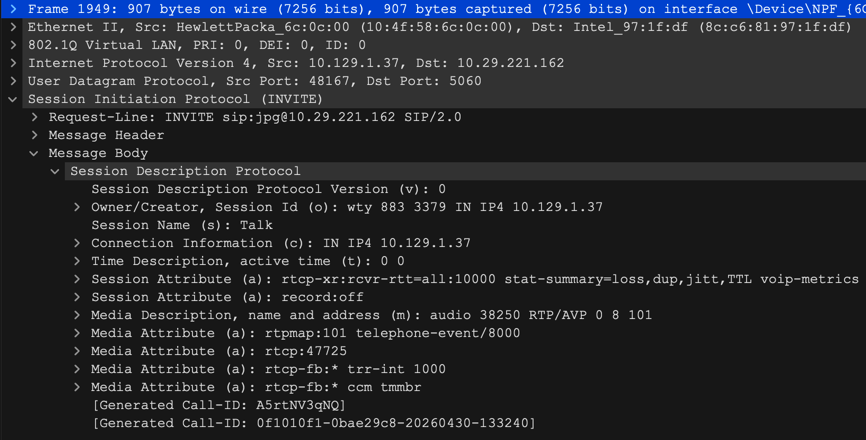 Frame 1949: 907 bytes on wire (7256 bits), 907 bytes captured (7256 bits) on interface \Device\NPF_{6C
Ethernet II, Src: HewlettPacka_6c:0c:00 (10:4f:58:6c:0c:00), Dst: Intel_97:1f:df (8c:c6:81:97:1f:df)
802.1Q Virtual LAN, PRI: 0, DEI: 0, ID: 0
Internet Protocol Version 4, Src: 10.129.1.37, Dst: 10.29.221.162
User Datagram Protocol, Src Port: 48167, Dst Port: 5060
Session Initiation Protocol (INVITE)
Request-Line: INVITE sip:jpg@10.29.221.162 SIP/2.0
Message Header
Message Body
Session Description Protocol
Session Description Protocol Version (v): 0
Owner/Creator, Session Id (o): wty 883 3379 IN IP4 10.129.1.37
Session Name (s): Talk
Connection Information (c): IN IP4 10.129.1.37
Time Description, active time (t): 0 0
Session Attribute (a): rtcp-xr:rcvr-rtt=all:10000 stat-summary=loss,dup,jitt,TTL voip-metrics
Session Attribute (a): record:off
Media Description, name and address (m): audio 38250 RTP/AVP 0 8 101
Media Attribute (a): rtpmap:101 telephone-event/8000
Media Attribute (a): rtcp:47725
Media Attribute (a): rtcp-fb:* trr-int 1000
Media Attribute (a): rtcp-fb:* ccm tmmbr
[Generated Call-ID: A5rtNV3qNQ]
[Generated Call-ID: 0f1010f1-0bae29c8-20260430-133240]